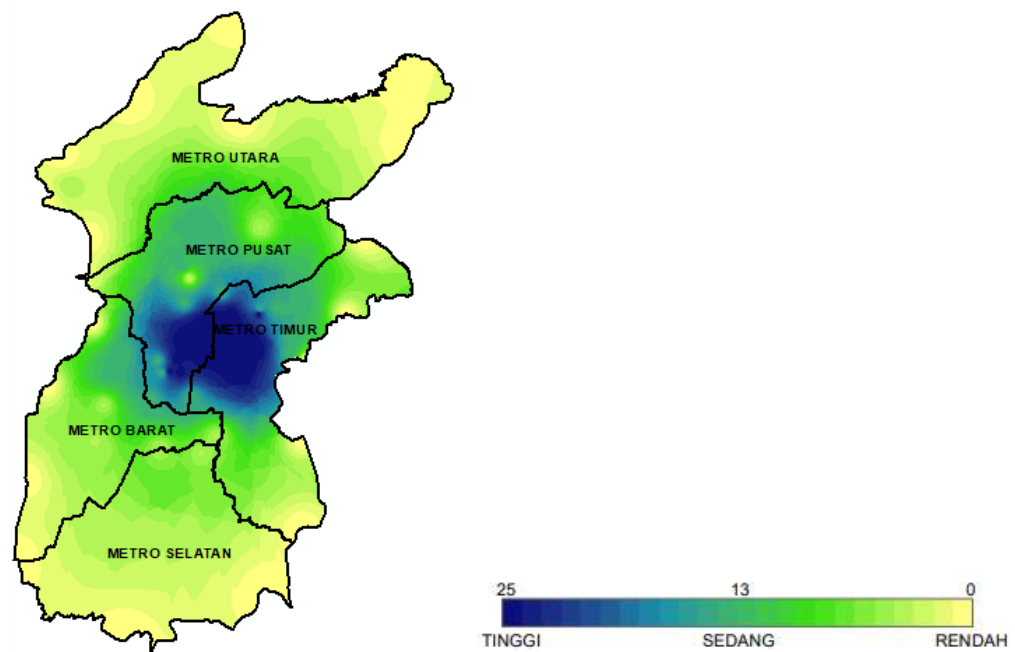 METRO UTARA
METRO PUSAT
METRO TIMUR
METRO BARAT
METRO SELATAN
25 13 0
TINGGI SEDANG RENDAH